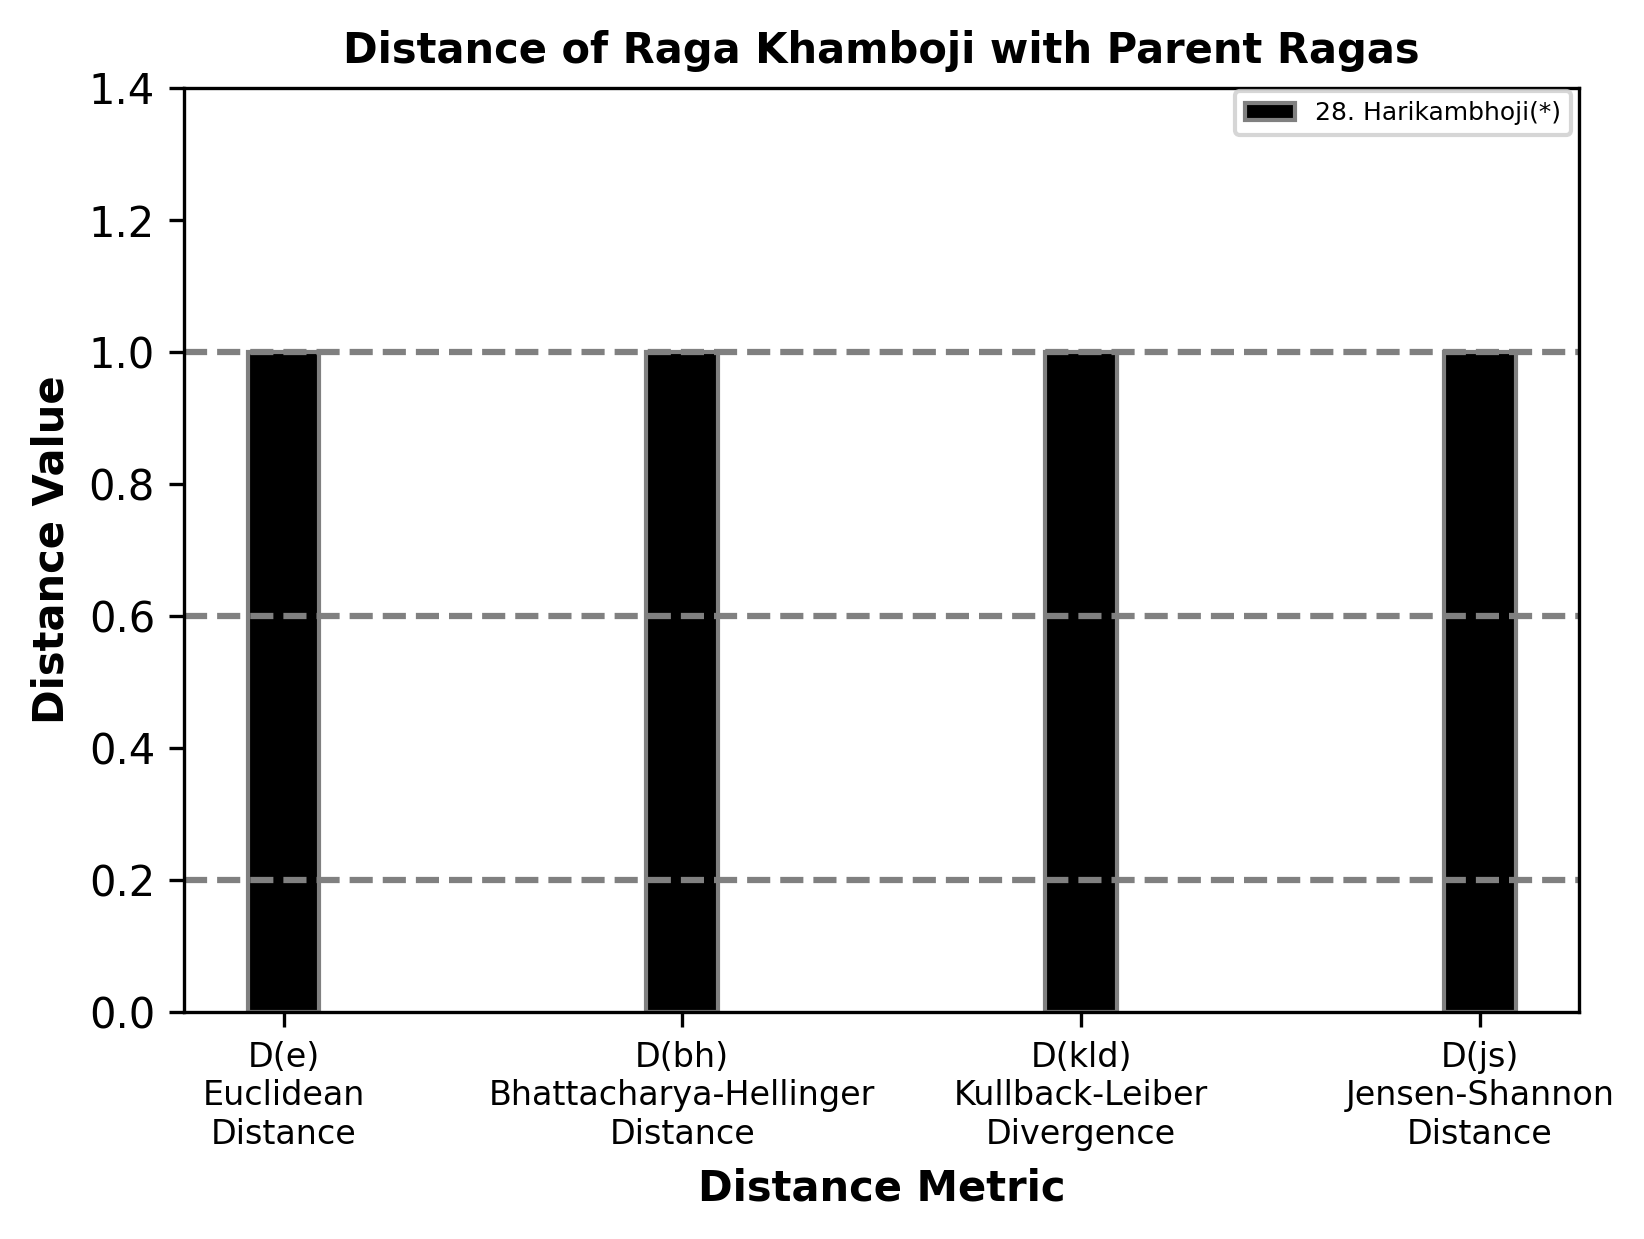 Distance of Raga Khamboji with Parent Ragas
28. Harikambhoji(*)
1.4
1.2
1.0
0.8
0.6
0.4
0.2
0.0
Distance Value
D(e)
Euclidean
Distance
D(bh)
Bhattacharya-Hellinger
Distance
D(kld)
Kullback-Leiber
Divergence
D(js)
Jensen-Shannon
Distance
Distance Metric